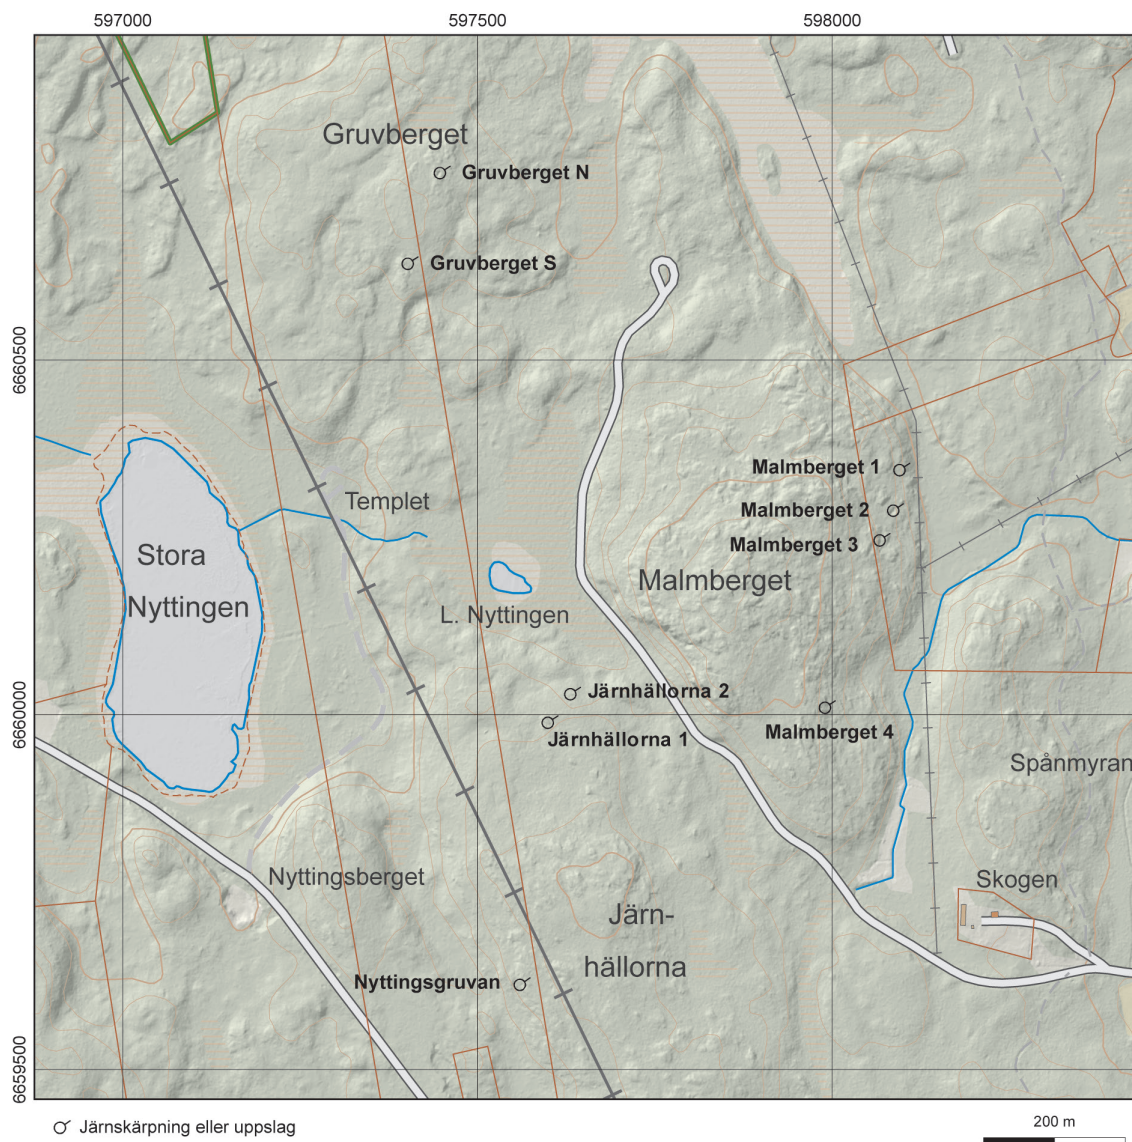 597000 597500 598000
Gruvberget
Gruvberget N
Gruvberget S
6660500
Malmberget 1
Templet
Malmberget 2
Malmberget 3
Stora
Nyttingen
Malmberget
L. Nyttingen
Järnhällorna 2
6660000
Malmberget 4
Järnhällorna 1
Spånmyran
Nyttingsberget
Skogen
Järn-
hällorna
Nyttingsgruvan
6659500
Järnskärpning eller uppslag
200 m